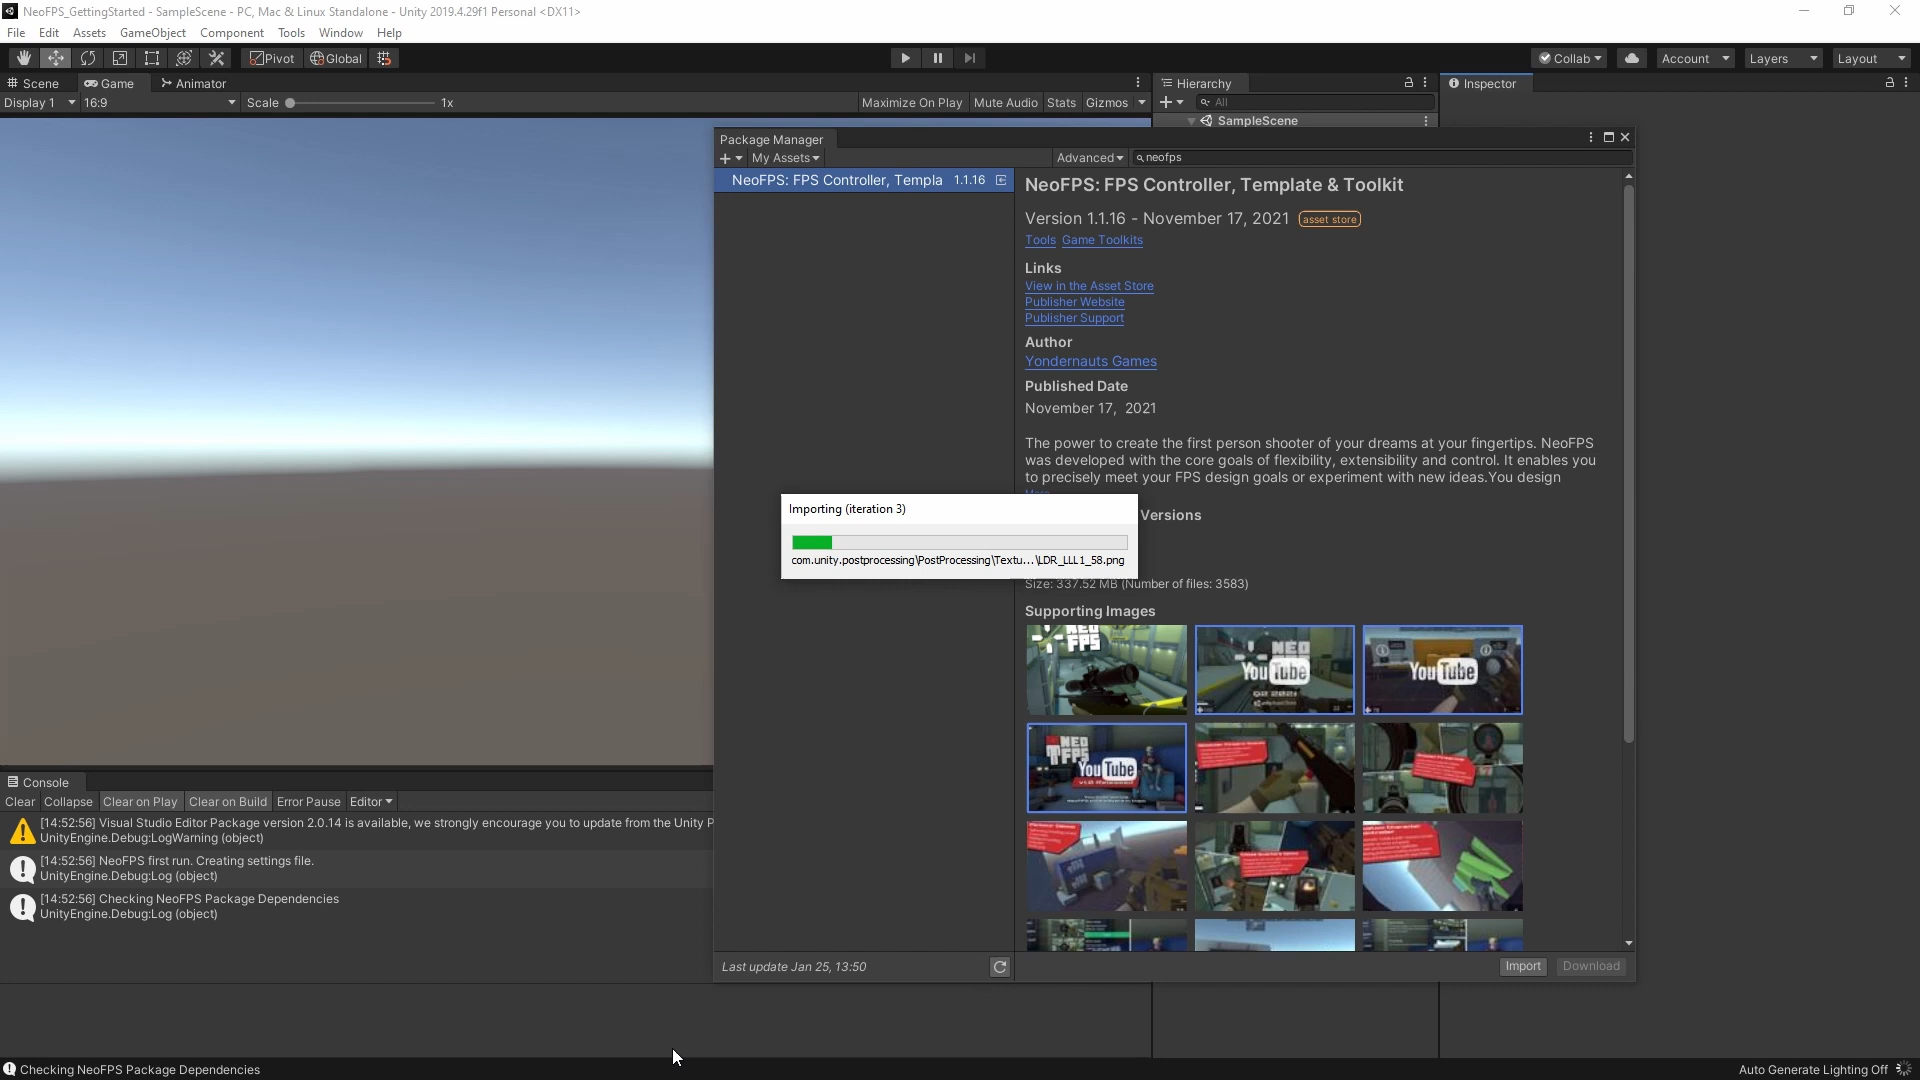 NeoFPS_GettingStarted - SampleScene - PC, Mac & Linux Standalone - Unity 2019.4.29f1 Personal <DX11>
File Edit Assets GameObject Component Tools Window Help
Pivot Global Collab Account Layers Layout
Scene Game Animator
Display 1 16:9 Scale 1x Maximize On Play Mute Audio Stats Gizmos
Hierarchy
All
SampleScene
Inspector
Package Manager
My Assets Advanced neofps
NeoFPS: FPS Controller, Templa 1.1.16
NeoFPS: FPS Controller, Template & Toolkit
Version 1.1.16 - November 17, 2021 asset store
Tools Game Toolkits
Links
View in the Asset Store
Publisher Website
Publisher Support
Author
Yondernauts Games
Published Date
November 17, 2021
The power to create the first person shooter of your dreams at your fingertips. NeoFPS
was developed with the core goals of flexibility, extensibility and control. It enables you
to precisely meet your FPS design goals or experiment with new ideas.You design
Versions
Importing (iteration 3)
com.unity.postprocessing\PostProcessing\Textu...\LDR_LLL1_58.png
Size: 337.52 MB (Number of files: 3583)
Supporting Images
NEO FPS
NEO
YouTube
YouTube
NEO FPS
YouTube
Last update Jan 25, 13:50
Import Download
Console
Clear Collapse Clear on Play Clear on Build Error Pause Editor
[14:52:56] Visual Studio Editor Package version 2.0.14 is available, we strongly encourage you to update from the Unity P
UnityEngine.Debug:LogWarning (object)
[14:52:56] NeoFPS first run. Creating settings file.
UnityEngine.Debug:Log (object)
[14:52:56] Checking NeoFPS Package Dependencies
UnityEngine.Debug:Log (object)
Checking NeoFPS Package Dependencies
Auto Generate Lighting Off